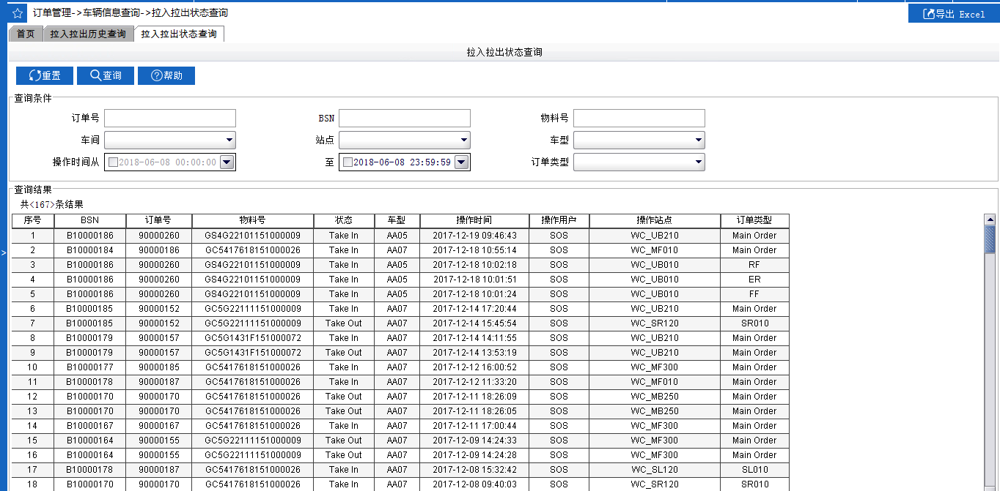 订单管理->车辆信息查询->拉入拉出状态查询
导出 Excel
首页 拉入拉出历史查询 拉入拉出状态查询
拉入拉出状态查询
重置 查询 帮助
查询条件
订单号 BSN 物料号
车间 站点 车型
操作时间从 2018-06-08 00:00:00 至 2018-06-08 23:59:59 订单类型
查询结果
共<167>条结果
序号 BSN 订单号 物料号 状态 车型 操作时间 操作用户 操作站点 订单类型
1 B10000186 90000260 GS4G22101151000009 Take In AA05 2017-12-19 09:46:43 SOS WC_UB210 Main Order
2 B10000184 90000186 GC5417618151000026 Take In AA07 2017-12-18 10:55:14 SOS WC_MF010 Main Order
3 B10000186 90000260 GS4G22101151000009 Take In AA05 2017-12-18 10:02:18 SOS WC_UB010 RF
4 B10000186 90000260 GS4G22101151000009 Take In AA05 2017-12-18 10:01:51 SOS WC_UB010 ER
5 B10000186 90000260 GS4G22101151000009 Take In AA05 2017-12-18 10:01:24 SOS WC_UB010 FF
6 B10000185 90000152 GC5G22111151000009 Take In AA07 2017-12-14 17:20:44 SOS WC_UB210 Main Order
7 B10000185 90000152 GC5G22111151000009 Take Out AA07 2017-12-14 15:45:54 SOS WC_SR120 SR010
8 B10000179 90000157 GC5G1431F151000072 Take In AA07 2017-12-14 14:11:55 SOS WC_UB210 Main Order
9 B10000179 90000157 GC5G1431F151000072 Take Out AA07 2017-12-14 13:53:19 SOS WC_UB210 Main Order
10 B10000177 90000185 GC5417618151000026 Take In AA07 2017-12-12 16:00:52 SOS WC_MF300 Main Order
11 B10000178 90000187 GC5417618151000026 Take In AA07 2017-12-12 11:33:20 SOS WC_MF010 Main Order
12 B10000170 90000170 GC5417618151000026 Take Out AA07 2017-12-11 18:26:09 SOS WC_MB250 Main Order
13 B10000170 90000170 GC5417618151000026 Take Out AA07 2017-12-11 18:26:05 SOS WC_MB250 Main Order
14 B10000167 90000167 GC5417618151000026 Take In AA07 2017-12-11 17:00:44 SOS WC_MF300 Main Order
15 B10000164 90000155 GC5G22111151000009 Take Out AA07 2017-12-09 14:24:33 SOS WC_MF300 Main Order
16 B10000164 90000155 GC5G22111151000009 Take Out AA07 2017-12-09 14:24:28 SOS WC_MF300 Main Order
17 B10000178 90000187 GC5417618151000026 Take In AA07 2017-12-08 15:32:42 SOS WC_SL120 SL010
18 B10000170 90000170 GC5417618151000026 Take In AA07 2017-12-08 09:40:03 SOS WC_SR120 SR010